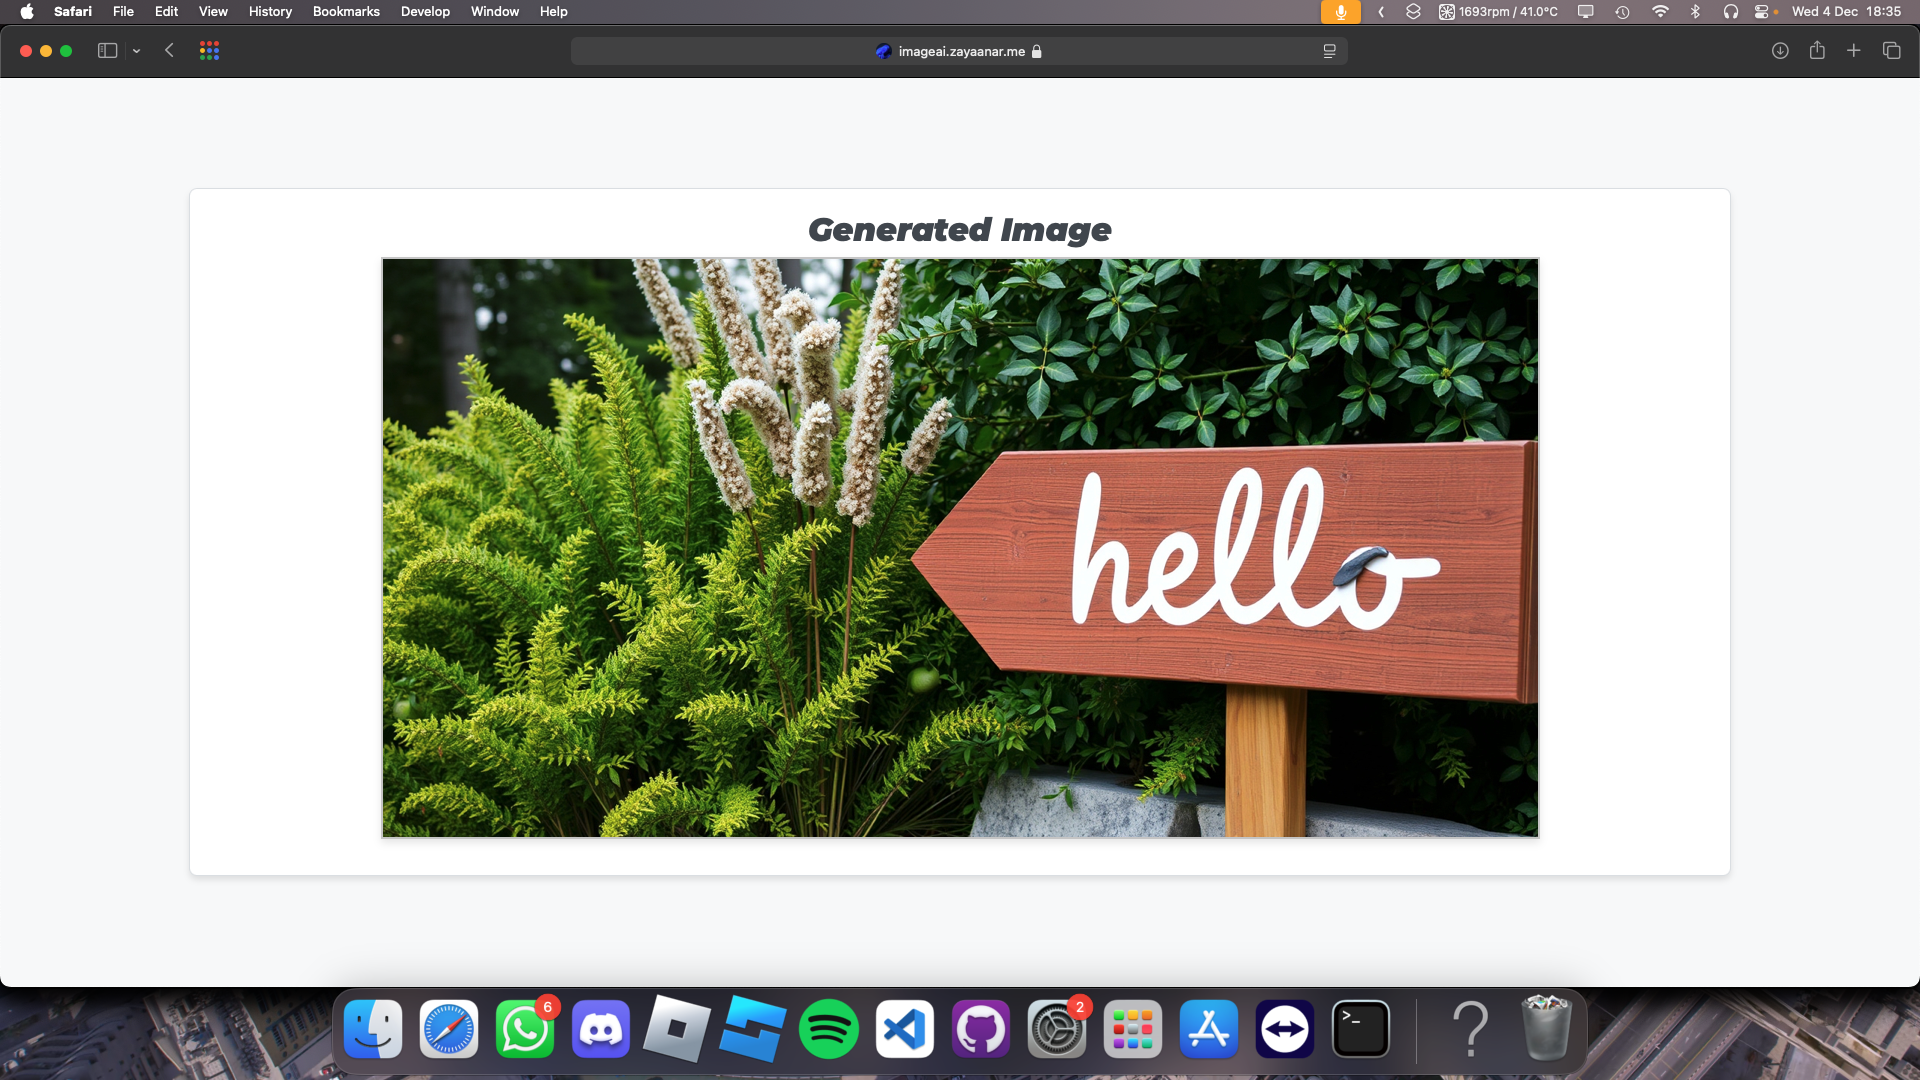 Safari File Edit View History Bookmarks Develop Window Help 1693rpm / 41.0°C Wed 4 Dec 18:35
imageai.zayaanar.me
Generated Image
hello
6
2
>_
?